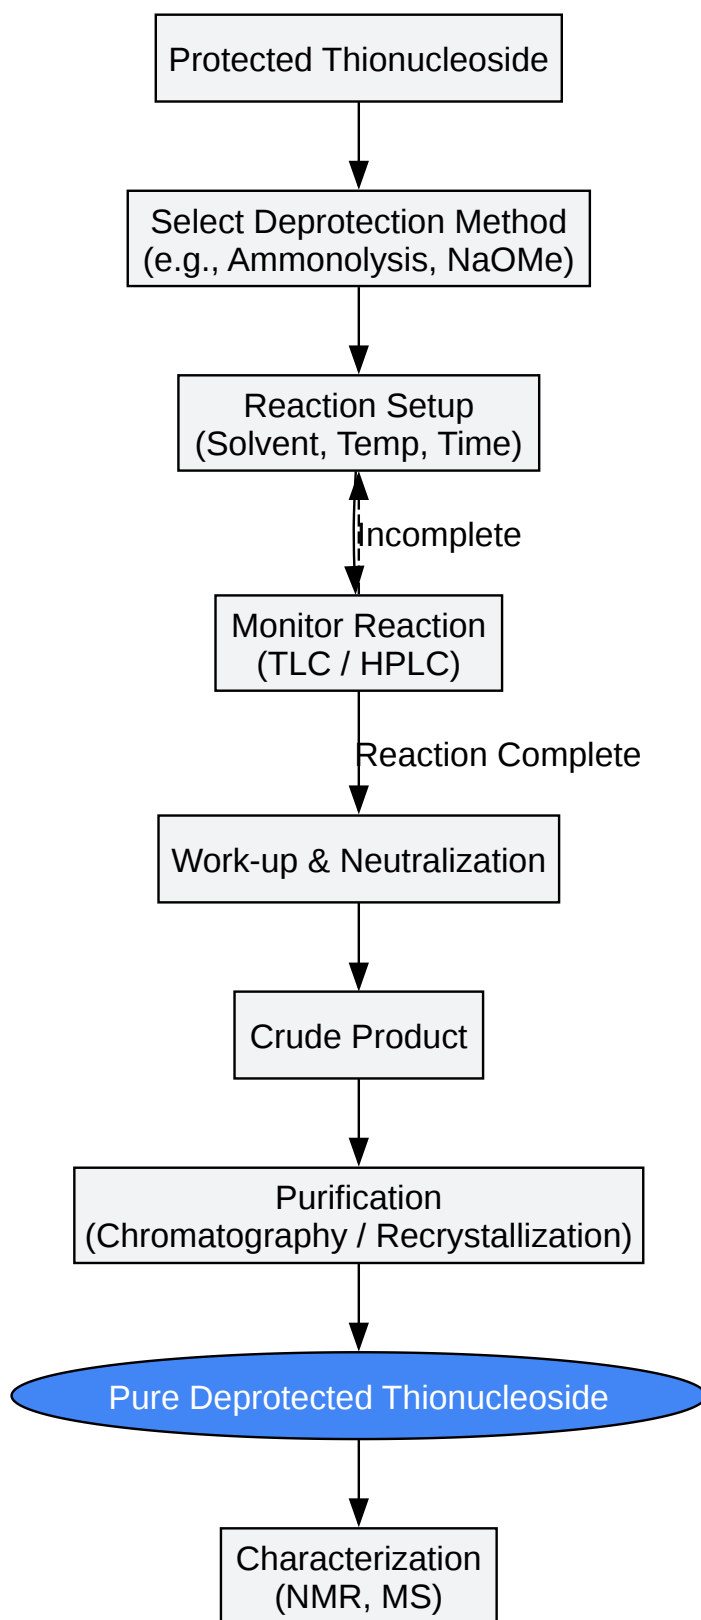 Protected Thionucleoside
Select Deprotection Method
(e.g., Ammonolysis, NaOMe)
Reaction Setup
(Solvent, Temp, Time)
Incomplete
Monitor Reaction
(TLC / HPLC)
Reaction Complete
Work-up & Neutralization
Crude Product
Purification
(Chromatography / Recrystallization)
Pure Deprotected Thionucleoside
Characterization
(NMR, MS)